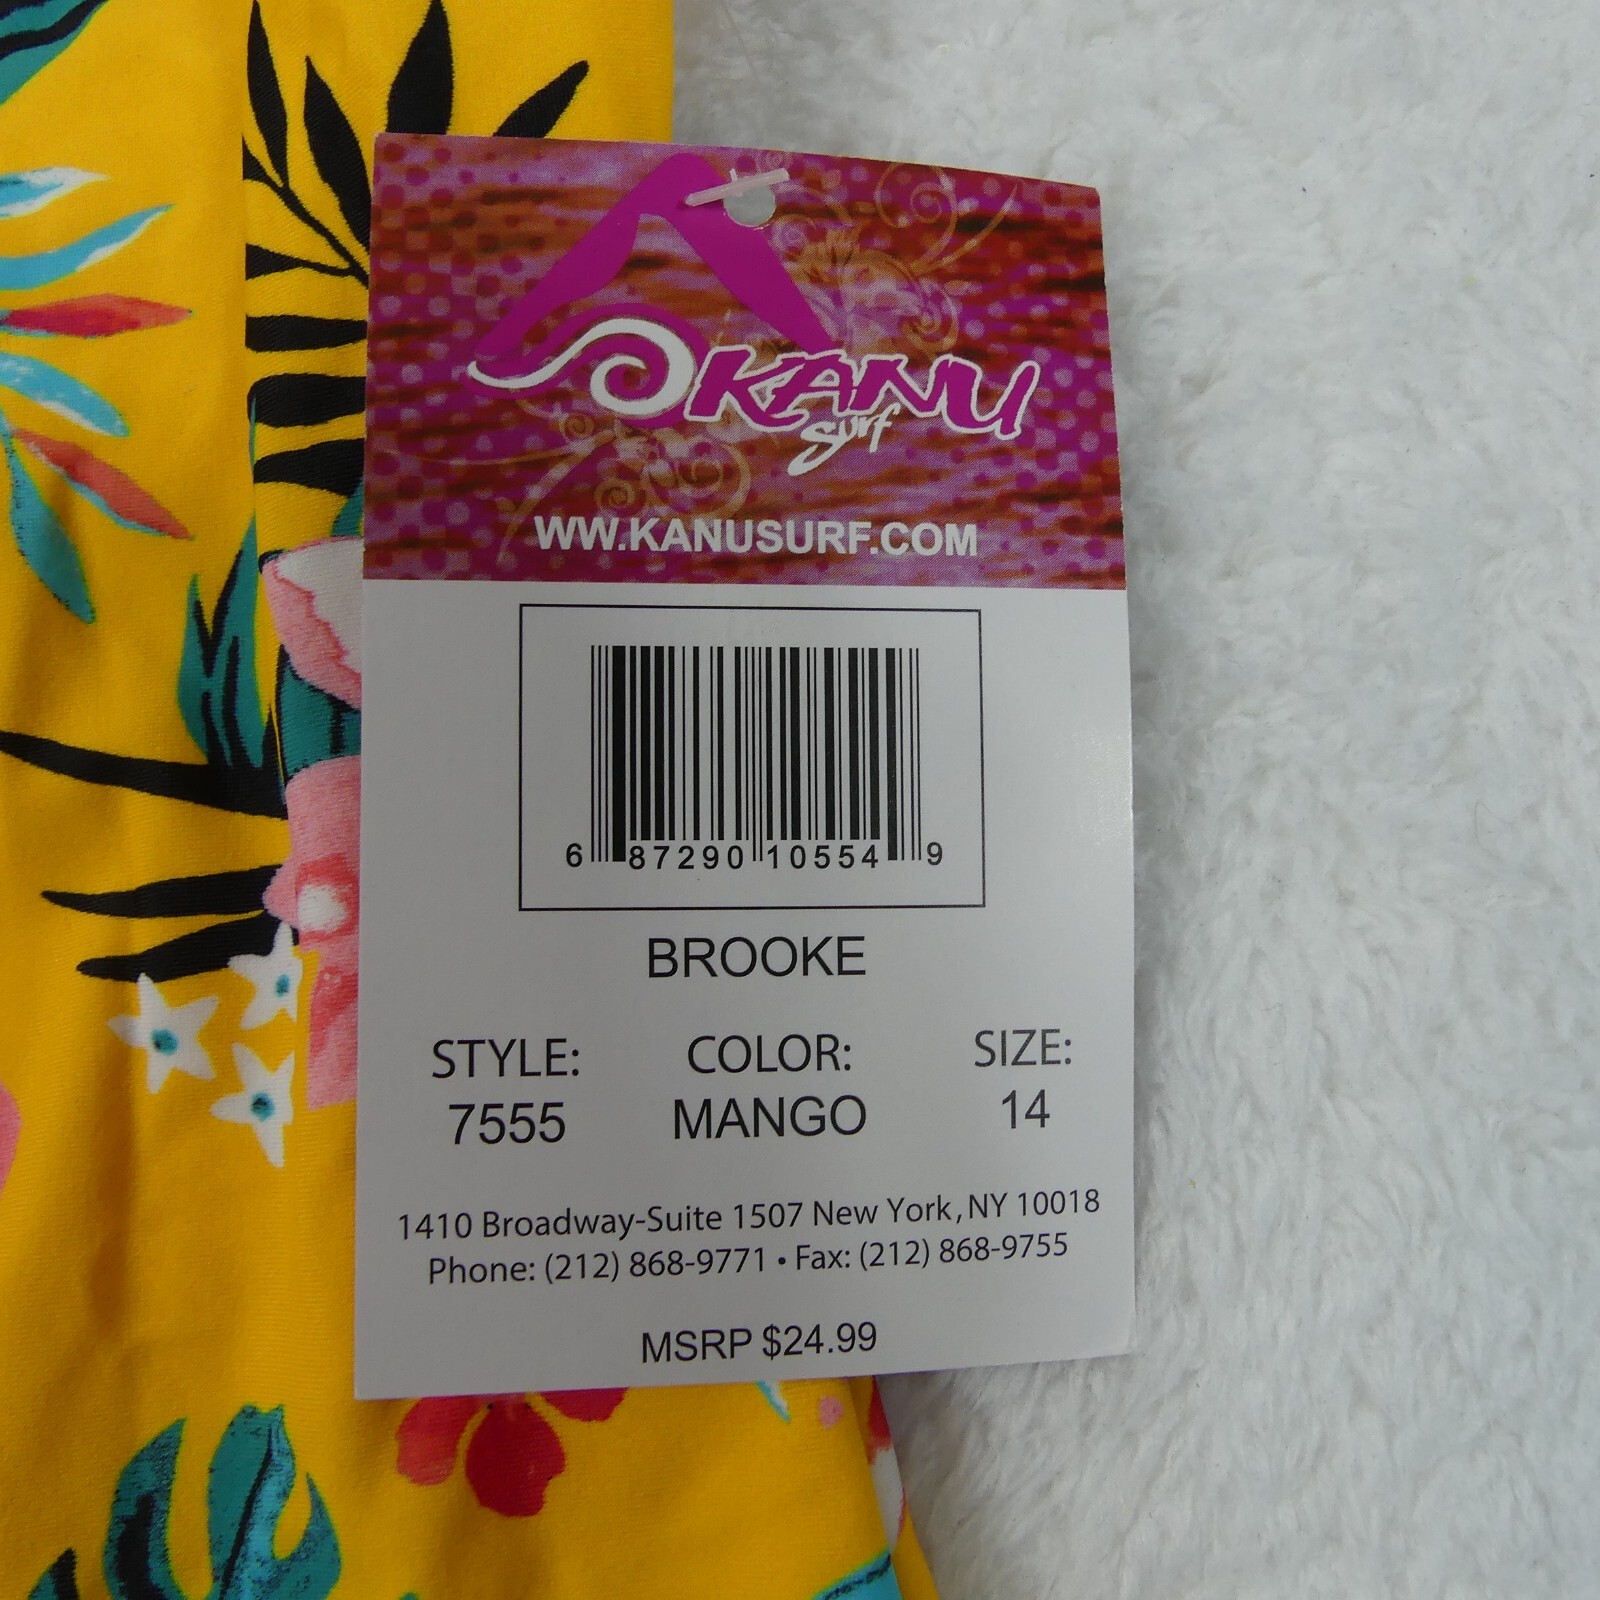 KANU
surf
WW.KANUSURF.COM
6 87290 10554 9
BROOKE
STYLE: COLOR: SIZE:
7555 MANGO 14
1410 Broadway-Suite 1507 New York, NY 10018
Phone: (212) 868-9771 • Fax: (212) 868-9755
MSRP $24.99